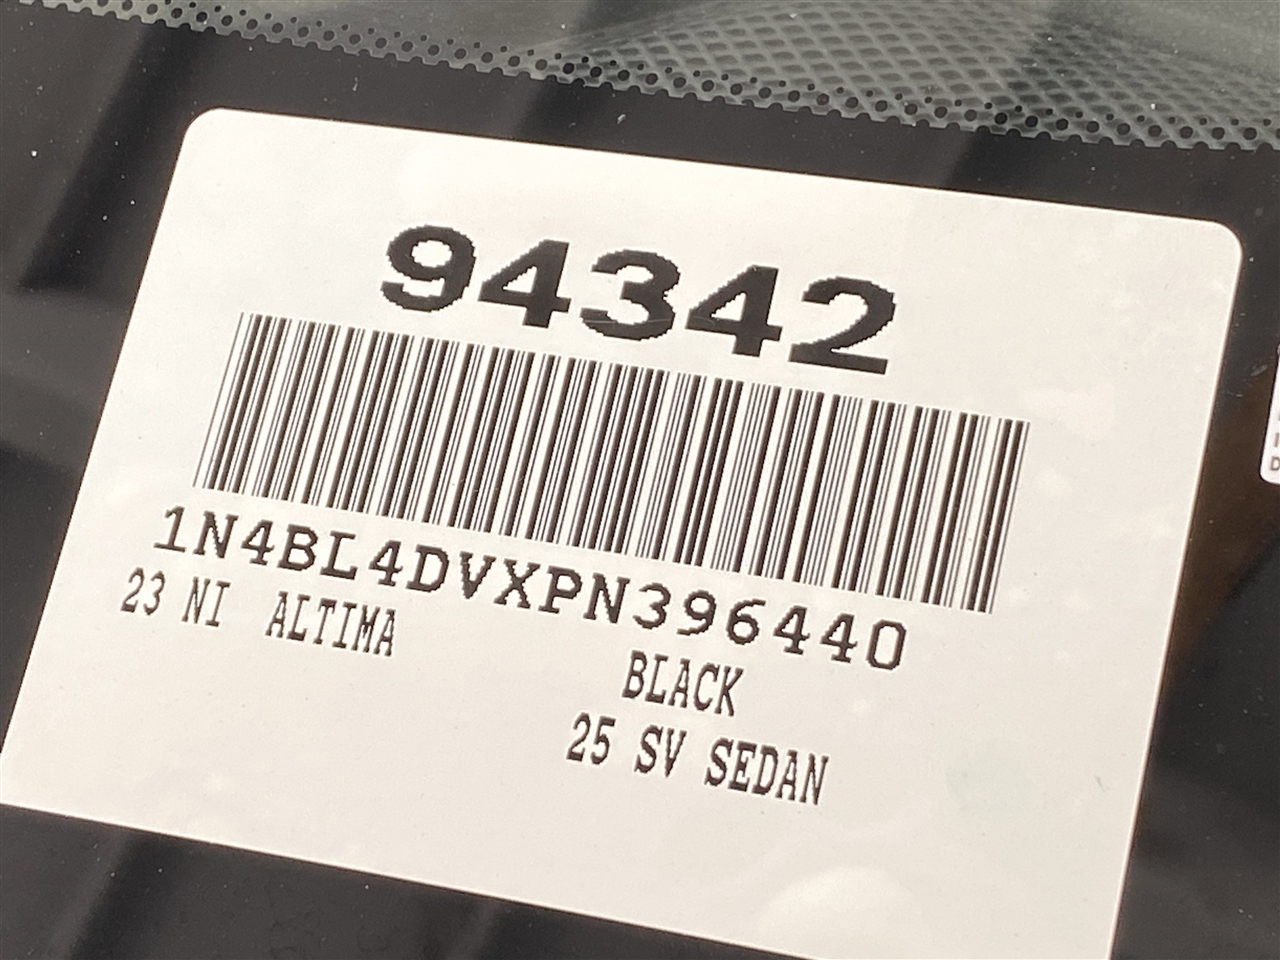 94342
1N4BL4DVXPN396440
23 NI ALTIMA
BLACK
25 SV SEDAN